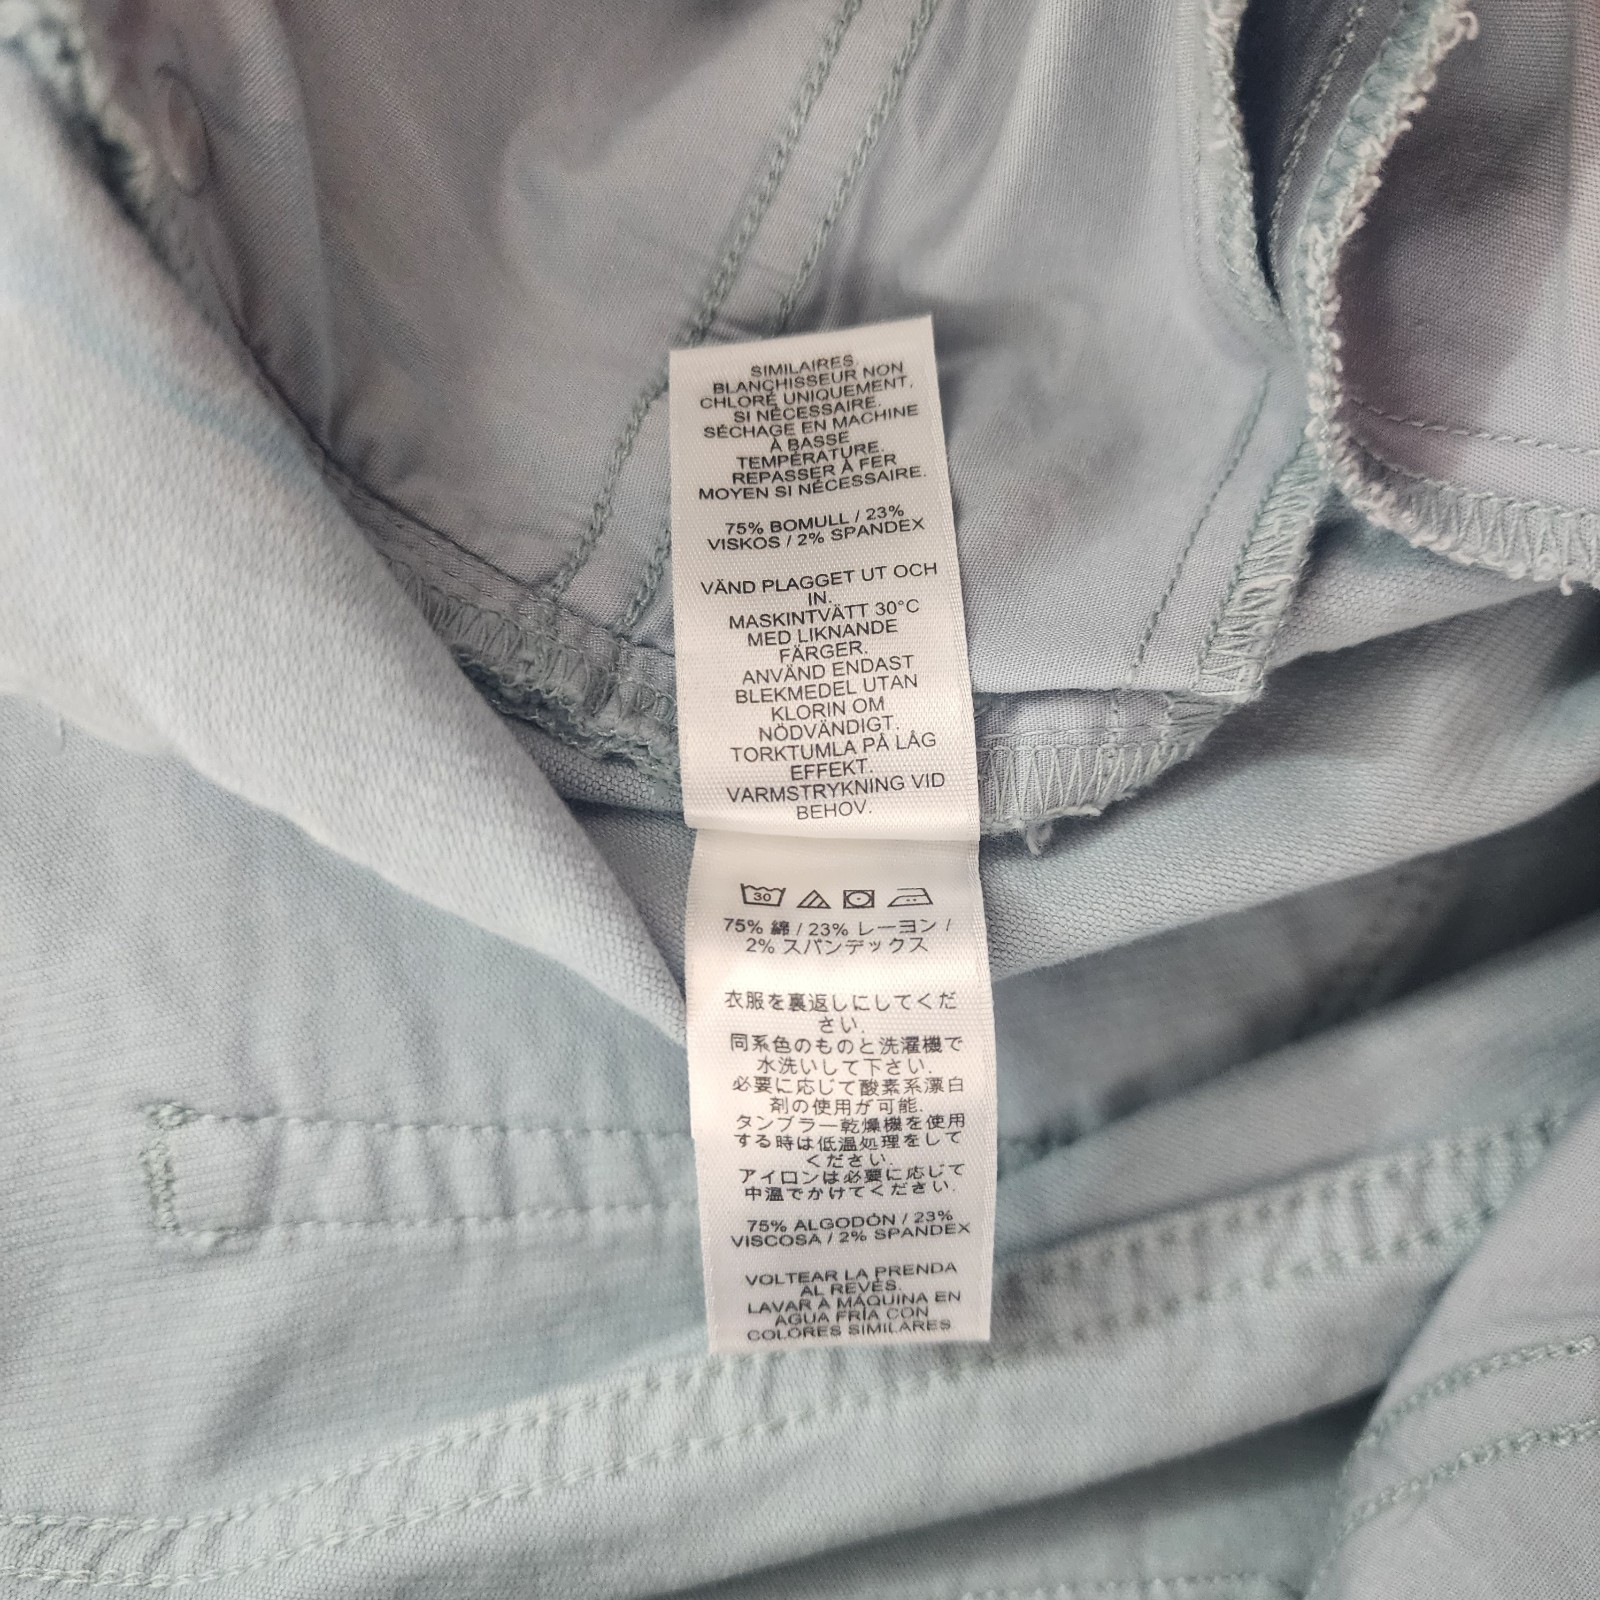 SIMILAIRES.
BLANCHISSEUR NON
CHLORÉ UNIQUEMENT,
SI NÉCESSAIRE.
SÉCHAGE EN MACHINE
À BASSE
TEMPÉRATURE.
REPASSER À FER
MOYEN SI NÉCESSAIRE.
75% BOMULL / 23%
VISKOS / 2% SPANDEX
VÄND PLAGGET UT OCH
IN.
MASKINTVÄTT 30°C
MED LIKNANDE
FÄRGER.
ANVÄND ENDAST
BLEKMEDEL UTAN
KLORIN OM
NÖDVÄNDIGT.
TORKTUMLA PÅ LÅG
EFFEKT.
VARMSTRYKNING VID
BEHOV.
30
75% 綿 / 23% レーヨン /
2% スパンデックス
衣服を裏返しにしてくだ
さい.
同系色のものと洗濯機で
水洗いして下さい.
必要に応じて酸素系漂白
剤の使用が可能.
タンブラー乾燥機を使用
する時は低温処理をして
ください.
アイロンは必要に応じて
中温でかけてください.
75% ALGODÓN / 23%
VISCOSA / 2% SPANDEX
VOLTEAR LA PRENDA
AL REVÉS.
LAVAR A MÁQUINA EN
AGUA FRÍA CON
COLORES SIMILARES